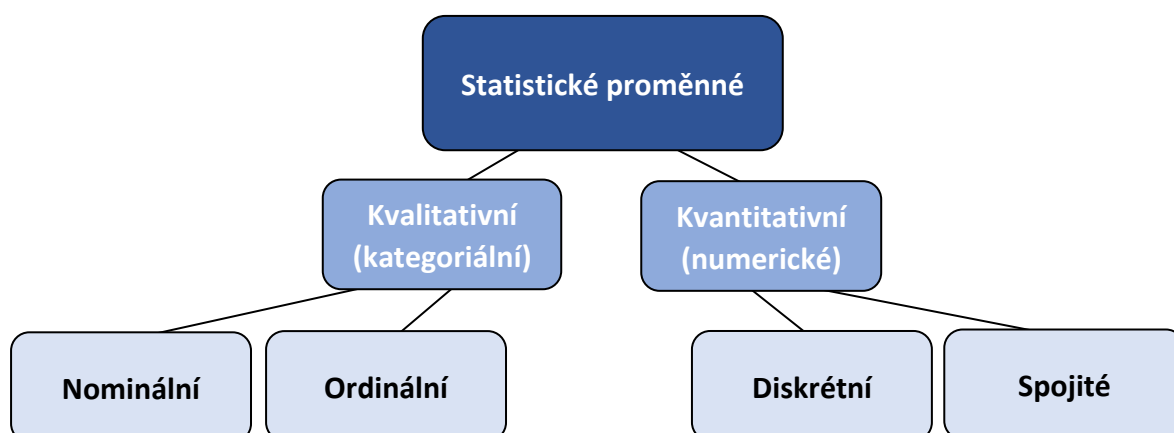 Statistické proměnné
Kvalitativní
(kategoriální)
Kvantitativní
(numerické)
Nominální
Ordinální
Diskrétní
Spojité